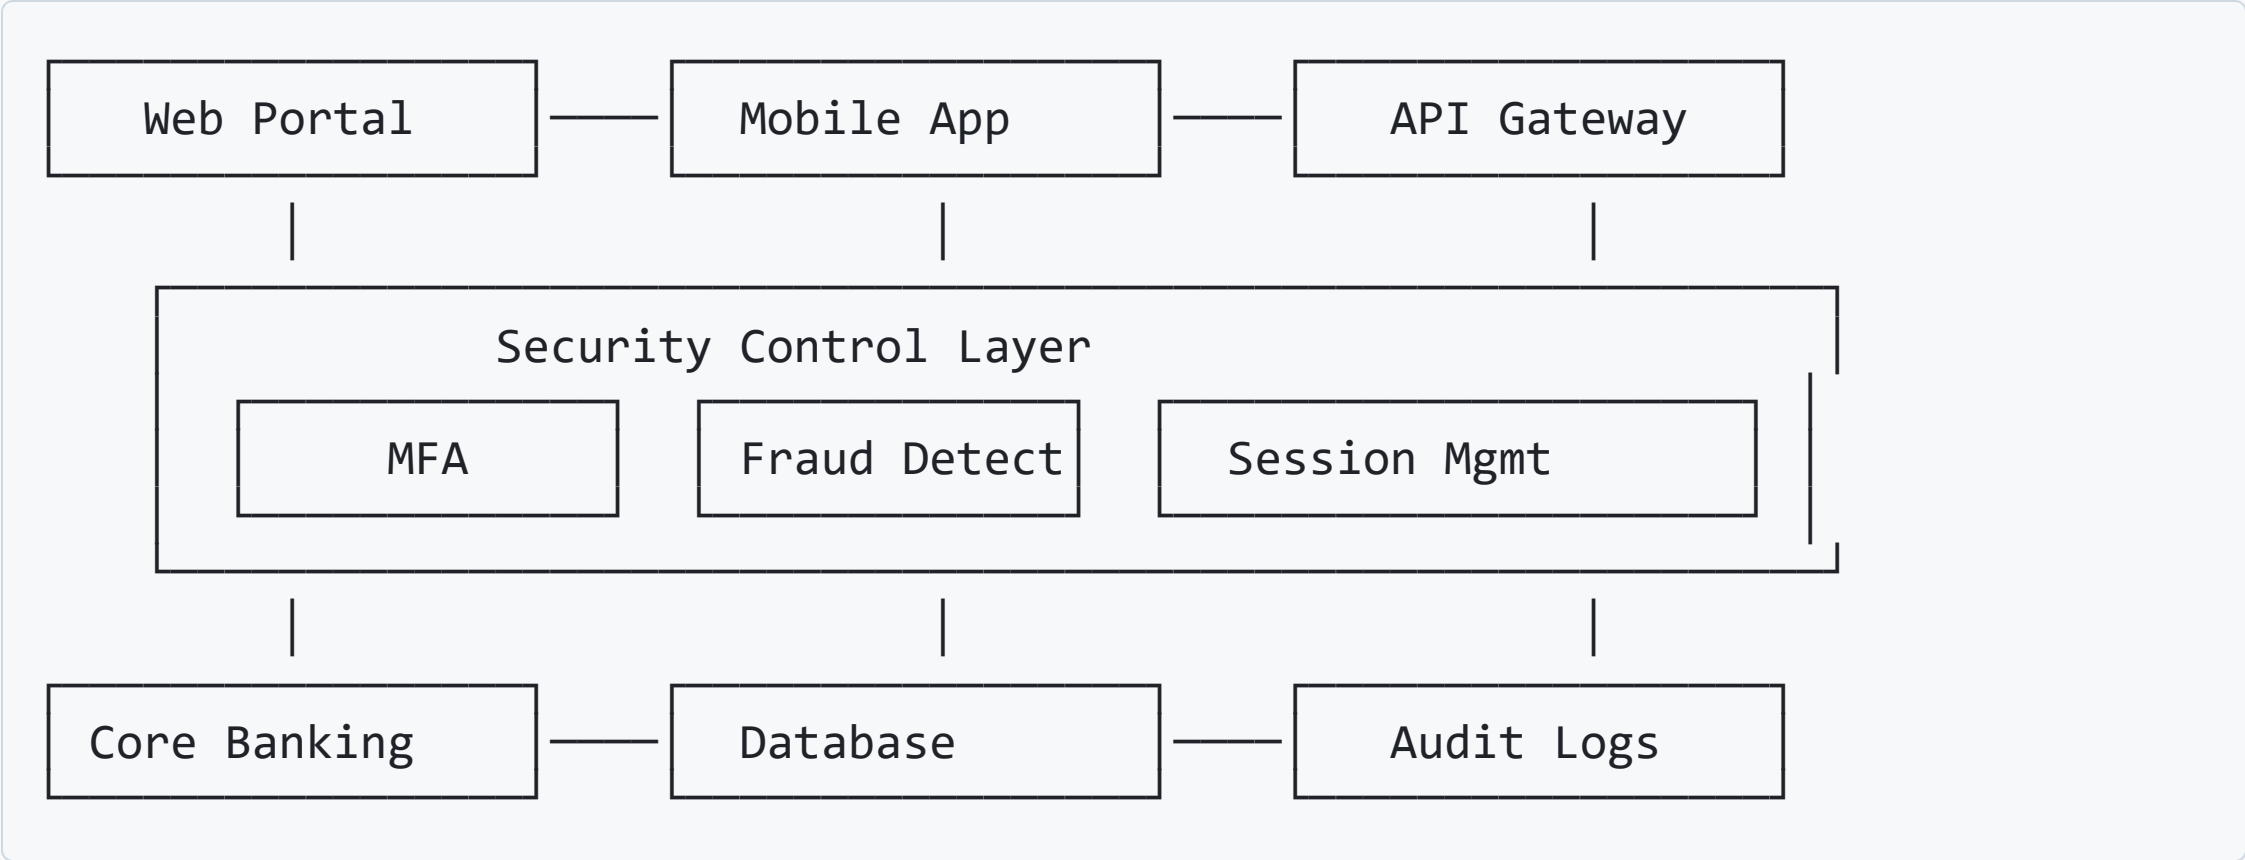 Web Portal Mobile App API Gateway
Security Control Layer
MFA Fraud Detect Session Mgmt
Core Banking Database Audit Logs